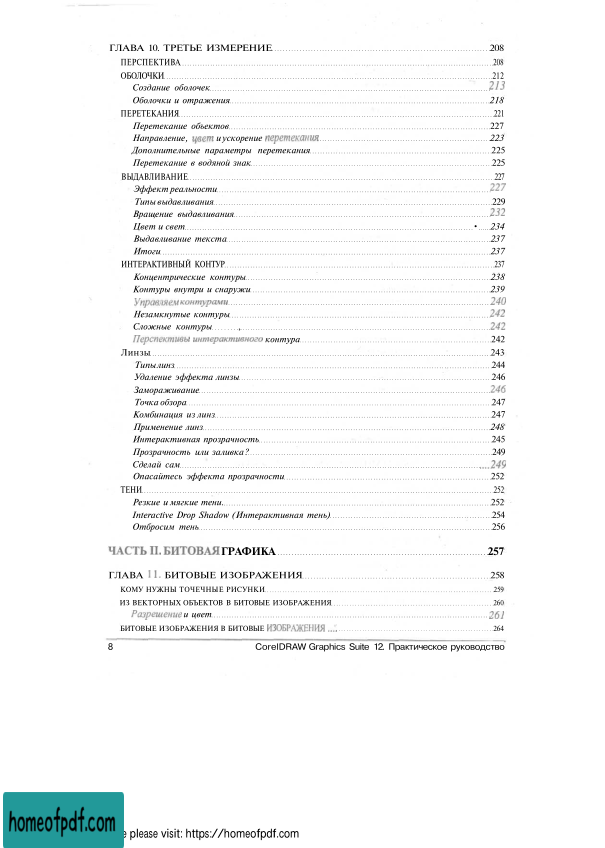 ГЛАВА 10. ТРЕТЬЕ ИЗМЕРЕНИЕ 208
ПЕРСПЕКТИВА 208
ОБОЛОЧКИ 212
Создание оболочек 213
Оболочки и отражения 218
ПЕРЕТЕКАНИЯ 221
Перетекание объектов 227
Направление, цвет и ускорение перетекания 223
Дополнительные параметры перетекания 225
Перетекание в водяной знак 225
ВЫДАВЛИВАНИЕ 227
Эффект реальности 227
Типы выдавливания 229
Вращение выдавливания 232
Цвет и свет 234
Выдавливание текста 237
Итоги 237
ИНТЕРАКТИВНЫЙ КОНТУР 237
Концентрические контуры 238
Контуры внутри и снаружи 239
Управляем контурами 240
Незамкнутые контуры 242
Сложные контуры 242
Перспективы интерактивного контура 242
Линзы 243
Типы линз 244
Удаление эффекта линзы 246
Замораживание 246
Точка обзора 247
Комбинация из линз 247
Применение линз 248
Интерактивная прозрачность 245
Прозрачность или заливка? 249
Сделай сам 249
Опасайтесь эффекта прозрачности 252
ТЕНИ 252
Резкие и мягкие тени 252
Interactive Drop Shadow (Интерактивная тень) 254
Отбросим тень 256
ЧАСТЬ II. БИТОВАЯ ГРАФИКА 257
ГЛАВА 11. БИТОВЫЕ ИЗОБРАЖЕНИЯ 258
КОМУ НУЖНЫ ТОЧЕЧНЫЕ РИСУНКИ 259
ИЗ ВЕКТОРНЫХ ОБЪЕКТОВ В БИТОВЫЕ ИЗОБРАЖЕНИЯ 260
Разрешение и цвет 261
БИТОВЫЕ ИЗОБРАЖЕНИЯ В БИТОВЫЕ ИЗОБРАЖЕНИЯ 264
8 CorelDRAW Graphics Suite 12. Практическое руководство
homeofpdf.com
please visit: https://homeofpdf.com